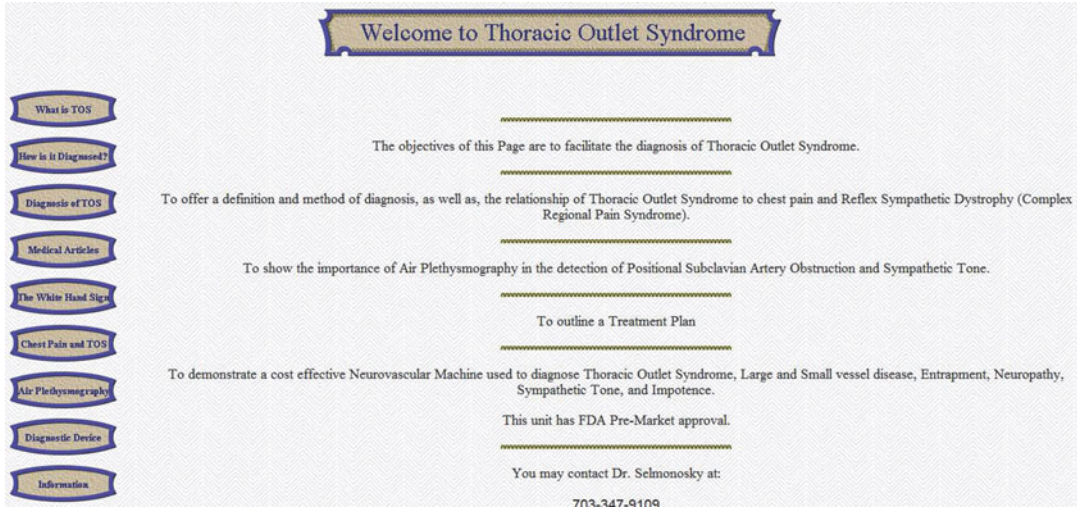 Welcome to Thoracic Outlet Syndrome
What is TOS
How is it Diagnosed?
Diagnosis of TOS
Medical Articles
The White Hand Sign
Chest Pain and TOS
Air Plethysmography
Diagnostic Device
Information
The objectives of this Page are to facilitate the diagnosis of Thoracic Outlet Syndrome.
To offer a definition and method of diagnosis, as well as, the relationship of Thoracic Outlet Syndrome to chest pain and Reflex Sympathetic Dystrophy (Complex
Regional Pain Syndrome).
To show the importance of Air Plethysmography in the detection of Positional Subclavian Artery Obstruction and Sympathetic Tone.
To outline a Treatment Plan
To demonstrate a cost effective Neurovascular Machine used to diagnose Thoracic Outlet Syndrome, Large and Small vessel disease, Entrapment, Neuropathy,
Sympathetic Tone, and Impotence.
This unit has FDA Pre-Market approval.
You may contact Dr. Selmonosky at:
703-347-9109